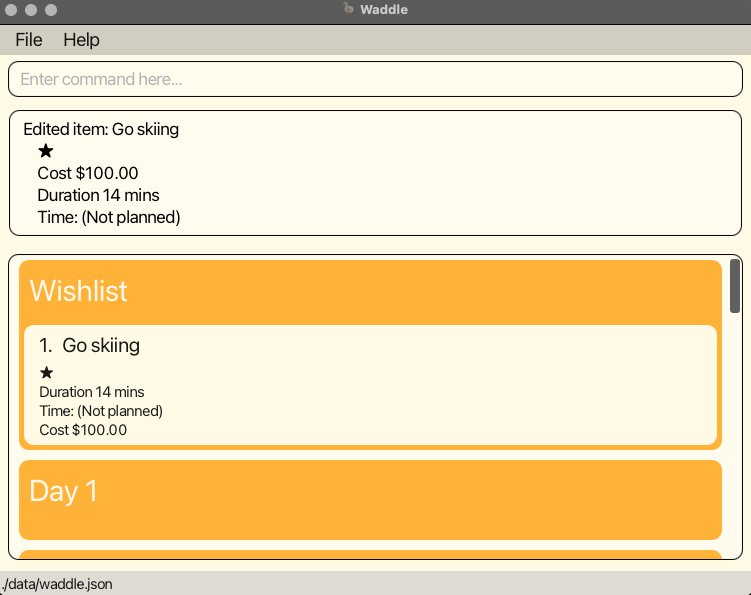 Waddle
File Help
Enter command here...
Edited item: Go skiing
★
Cost $100.00
Duration 14 mins
Time: (Not planned)
Wishlist
1. Go skiing
★
Duration 14 mins
Time: (Not planned)
Cost $100.00
Day 1
./data/waddle.json